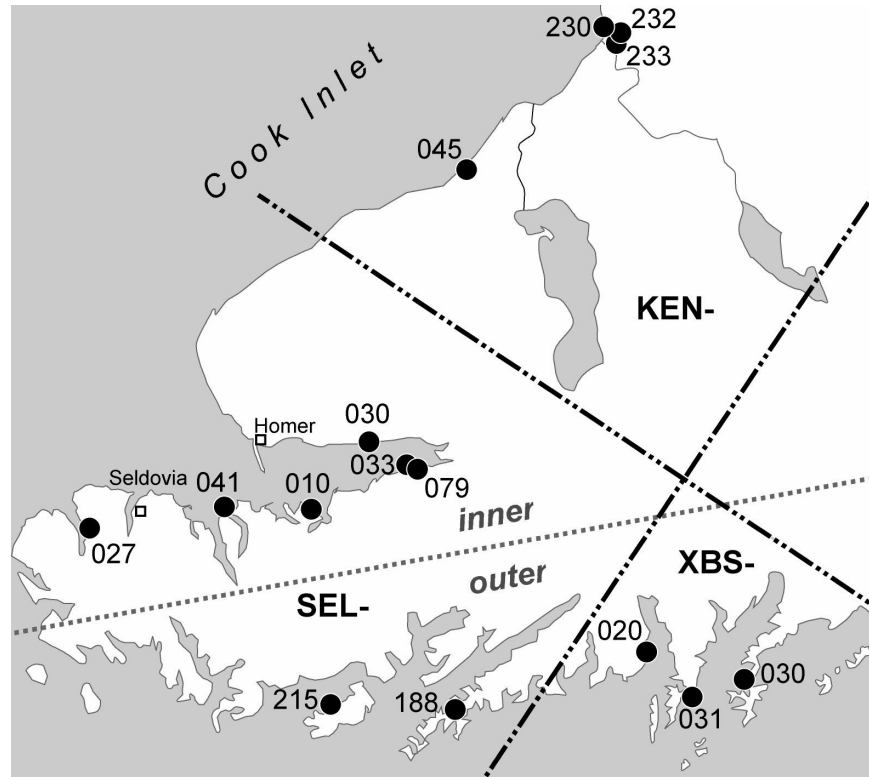 230
232
233
Cook Inlet
045
KEN-
Homer
030
033
079
Seldovia
041
010
027
inner
outer
XBS-
SEL-
020
030
031
215
188